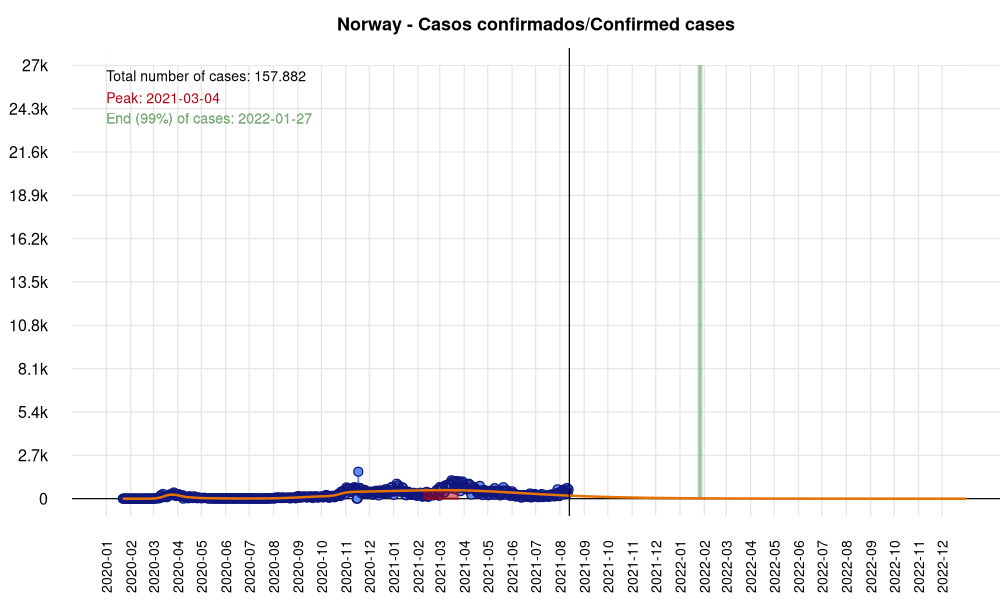 Norway - Casos confirmados/Confirmed cases
27k
Total number of cases: 157.882
Peak: 2021-03-04
24.3k
End (99%) of cases: 2022-01-27
21.6k
18.9k
16.2k
13.5k
10.8k
8.1k
5.4k
2.7k
0
2020-01
2020-02
2020-03
2020-04
2020-05
2020-06
2020-07
2020-08
2020-09
2020-10
2020-11
2020-12
2021-01
2021-02
2021-03
2021-04
2021-05
2021-06
2021-07
2021-08
2021-09
2021-10
2021-11
2021-12
2022-01
2022-02
2022-03
2022-04
2022-05
2022-06
2022-07
2022-08
2022-09
2022-10
2022-11
2022-12